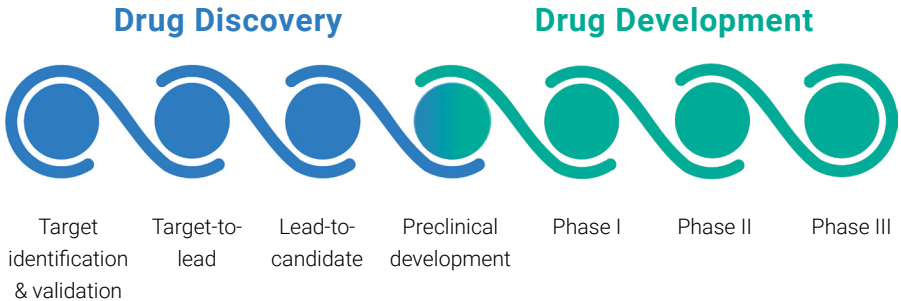 Drug Discovery
Drug Development
Target
identification
& validation
Target-to-
lead
Lead-to-
candidate
Preclinical
development
Phase I
Phase II
Phase III